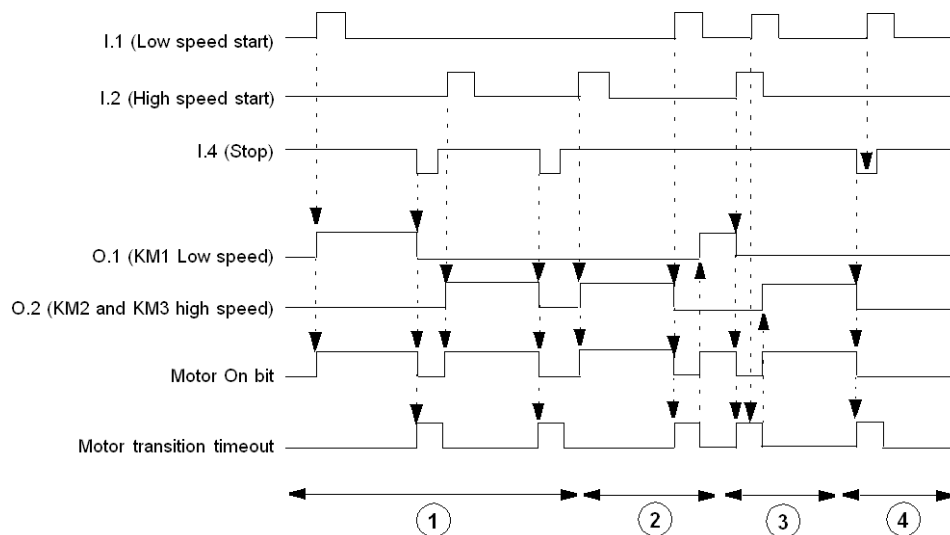 I.1 (Low speed start)
I.2 (High speed start)
I.4 (Stop)
O.1 (KM1 Low speed)
O.2 (KM2 and KM3 high speed)
Motor On bit
Motor transition timeout
1
2
3
4